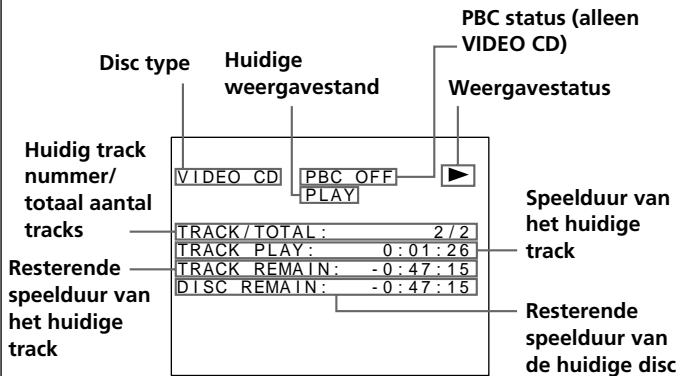 PBC status (alleen
VIDEO CD)
Disc type
Huidige
weergavestand
Weergavestatus
Huidig track
nummer/
totaal aantal
tracks
VIDEO CD PBC OFF
PLAY
TRACK/TOTAL: 2/2
TRACK PLAY: 0:01:26
TRACK REMAIN: -0:47:15
DISC REMAIN: -0:47:15
Speelduur van
het huidige
track
Resterende
speelduur van
het huidige
track
Resterende
speelduur van
de huidige disc